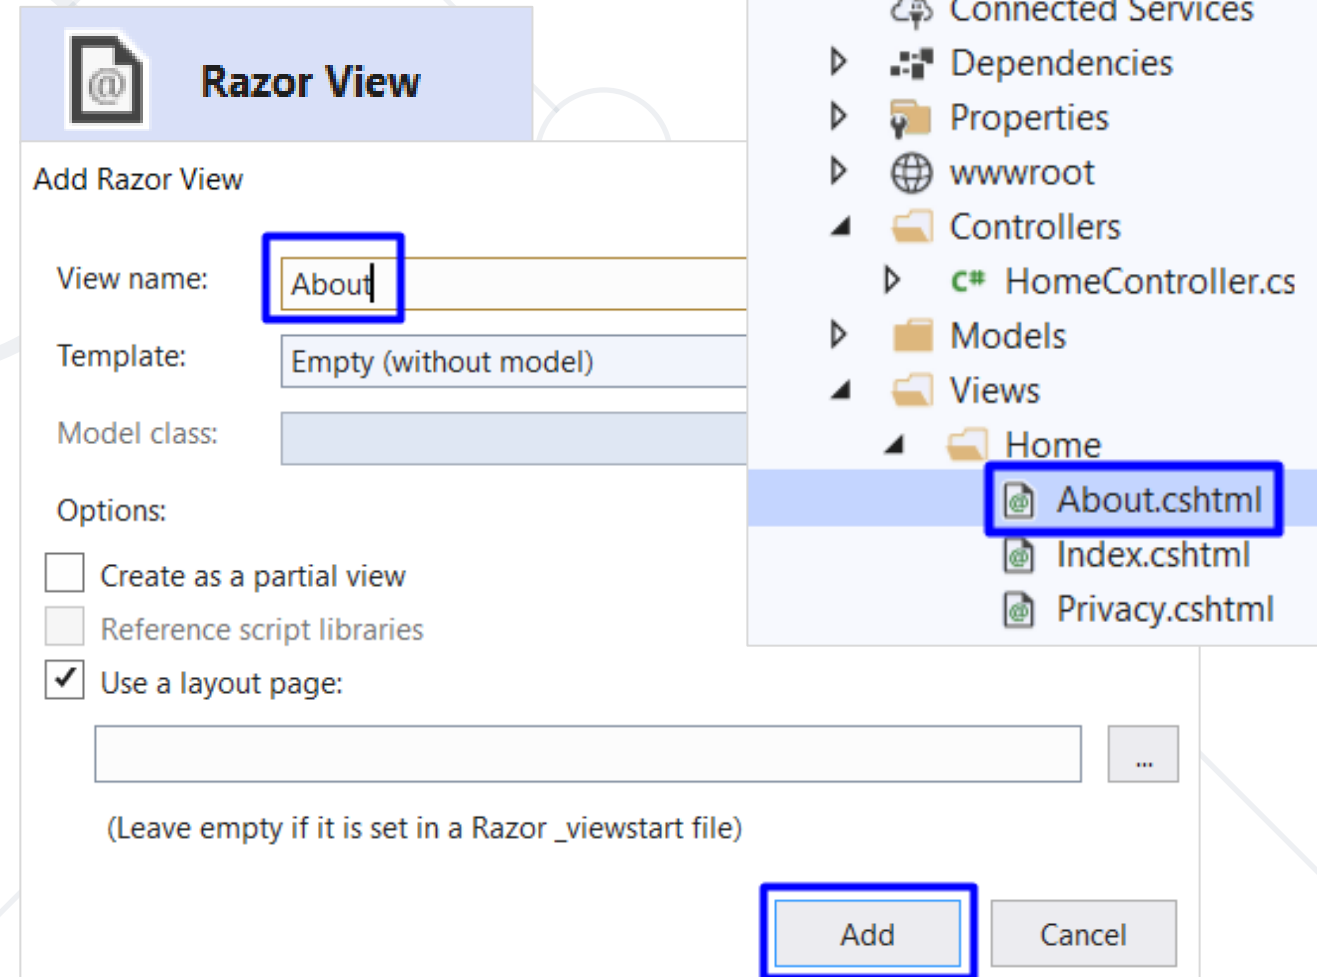 Razor View
Add Razor View
View name:
About
Template:
Empty (without model)
Model class:
Options:
Create as a partial view
Reference script libraries
Use a layout page:
...
(Leave empty if it is set in a Razor _viewstart file)
Add
Cancel
Connected Services
Dependencies
Properties
wwwroot
Controllers
C# HomeController.cs
Models
Views
Home
About.cshtml
Index.cshtml
Privacy.cshtml